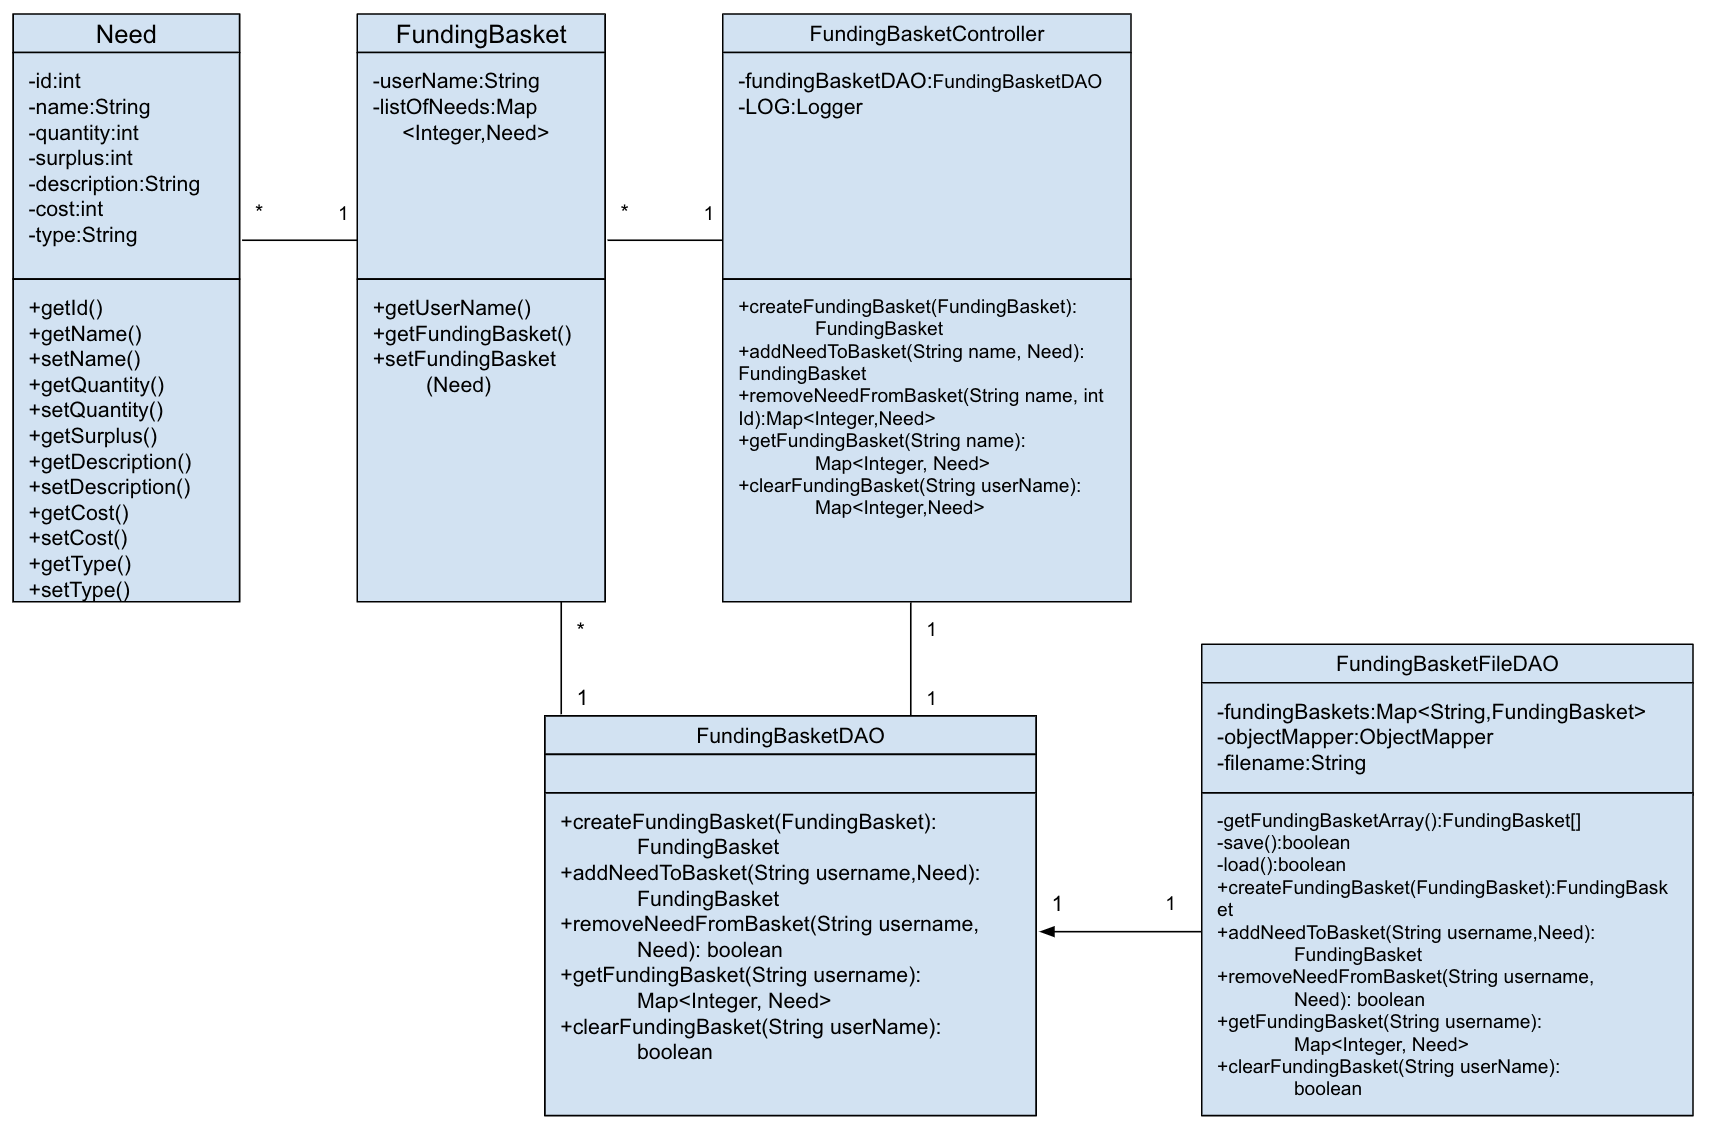 Need
-id:int
-name:String
-quantity:int
-surplus:int
-description:String
-cost:int
-type:String
+getId()
+getName()
+setName()
+getQuantity()
+setQuantity()
+getSurplus()
+getDescription()
+setDescription()
+getCost()
+setCost()
+getType()
+setType()
*
1
FundingBasket
-userName:String
-listOfNeeds:Map
<Integer,Need>
+getUserName()
+getFundingBasket()
+setFundingBasket
(Need)
*
1
FundingBasketController
-fundingBasketDAO:FundingBasketDAO
-LOG:Logger
+createFundingBasket(FundingBasket):
FundingBasket
+addNeedToBasket(String name, Need):
FundingBasket
+removeNeedFromBasket(String name, int
Id):Map<Integer,Need>
+getFundingBasket(String name):
Map<Integer, Need>
+clearFundingBasket(String userName):
Map<Integer,Need>
*
1
1
1
FundingBasketDAO
+createFundingBasket(FundingBasket):
FundingBasket
+addNeedToBasket(String username,Need):
FundingBasket
+removeNeedFromBasket(String username,
Need): boolean
+getFundingBasket(String username):
Map<Integer, Need>
+clearFundingBasket(String userName):
boolean
1
1
FundingBasketFileDAO
-fundingBaskets:Map<String,FundingBasket>
-objectMapper:ObjectMapper
-filename:String
-getFundingBasketArray():FundingBasket[]
-save():boolean
-load():boolean
+createFundingBasket(FundingBasket):FundingBask
et
+addNeedToBasket(String username,Need):
FundingBasket
+removeNeedFromBasket(String username,
Need): boolean
+getFundingBasket(String username):
Map<Integer, Need>
+clearFundingBasket(String userName):
boolean